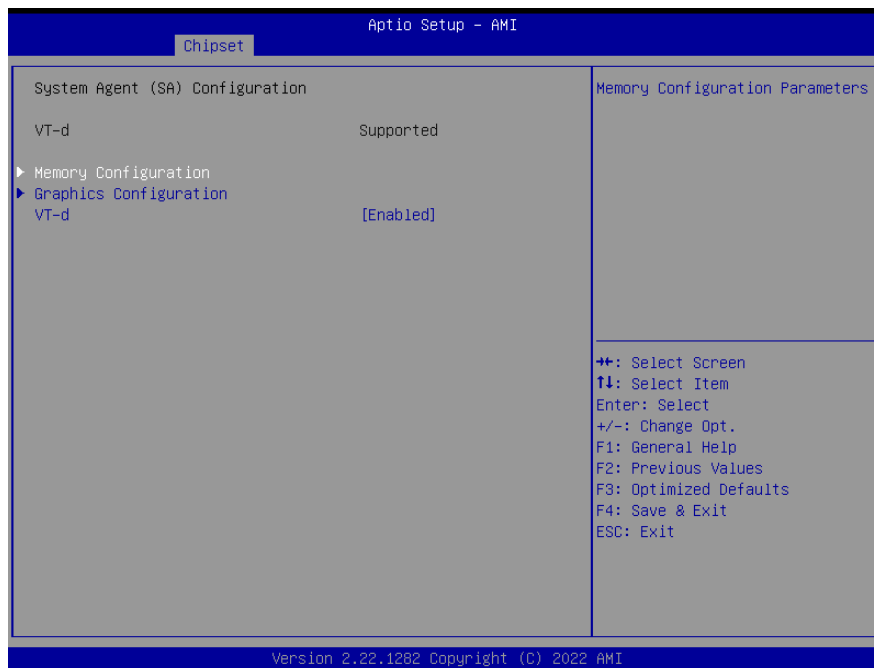 Aptio Setup – AMI
Chipset
System Agent (SA) Configuration
VT-d Supported
▶ Memory Configuration
▶ Graphics Configuration
VT-d [Enabled]
Memory Configuration Parameters
→←: Select Screen
↑↓: Select Item
Enter: Select
+/-: Change Opt.
F1: General Help
F2: Previous Values
F3: Optimized Defaults
F4: Save & Exit
ESC: Exit
Version 2.22.1282 Copyright (C) 2022 AMI